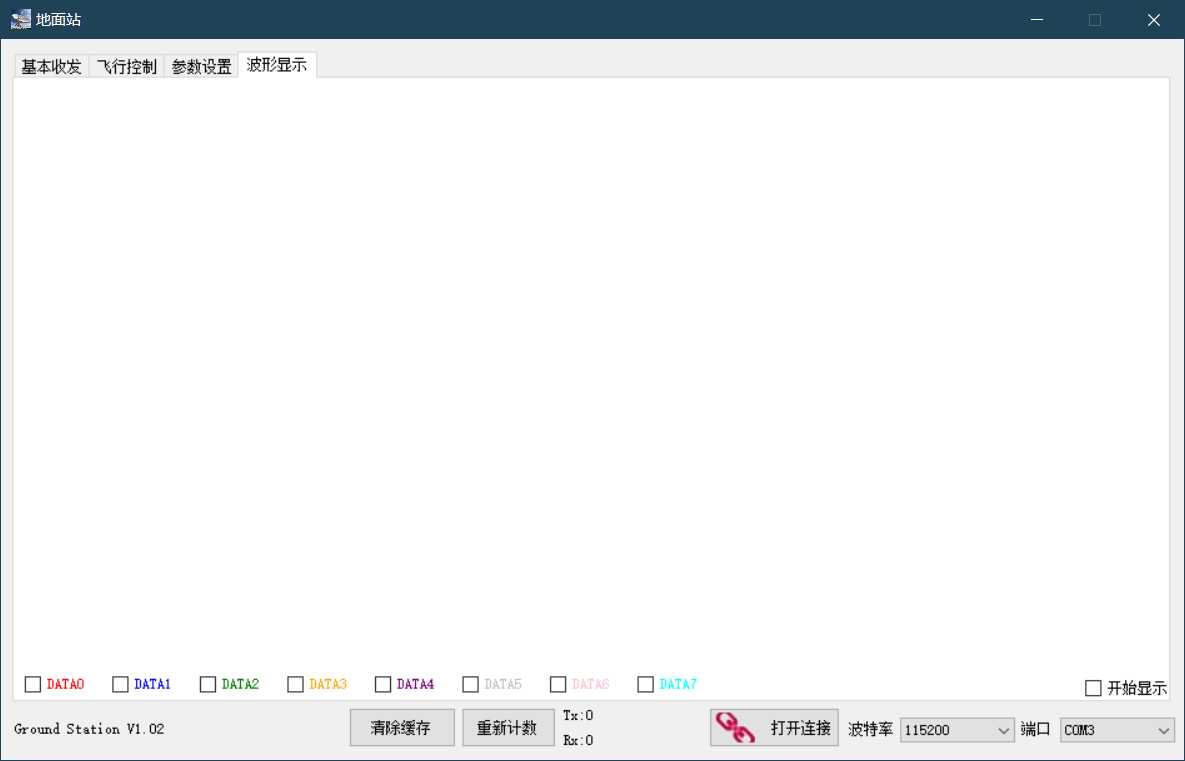 地面站
基本收发 飞行控制 参数设置 波形显示
DATA0 DATA1 DATA2 DATA3 DATA4 DATA5 DATA6 DATA7 开始显示
Ground Station V1.02 清除缓存 重新计数 Tx:0 打开连接 波特率 115200 端口 COM3
Rx:0